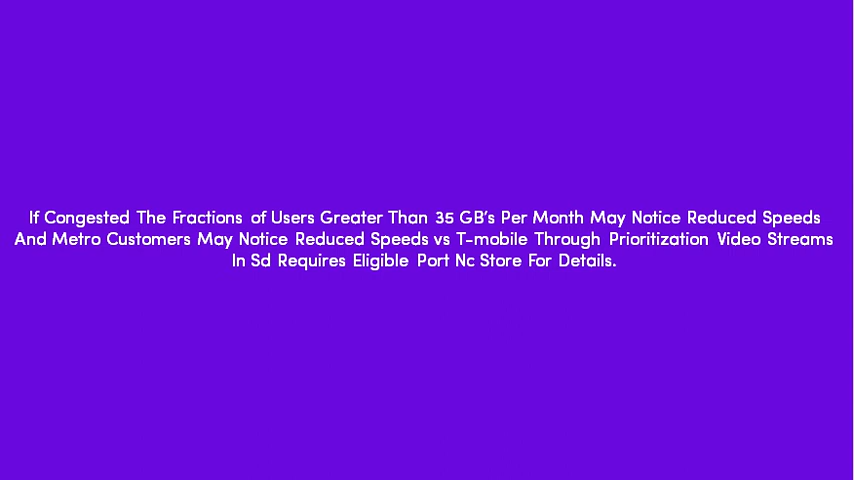 If Congested The Fractions of Users Greater Than 35 GB's Per Month May Notice Reduced Speeds
And Metro Customers May Notice Reduced Speeds vs T-mobile Through Prioritization Video Streams
In Sd Requires Eligible Port Nc Store For Details.